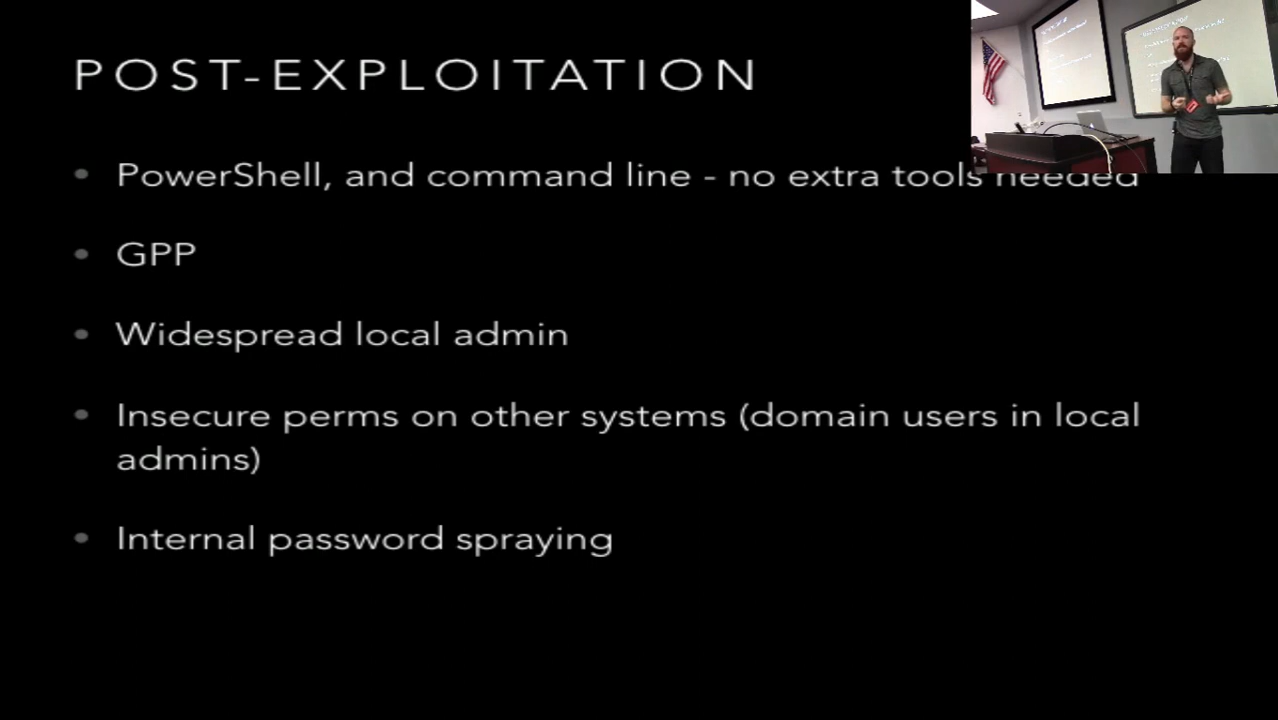 POST-EXPLOITATION
PowerShell, and command line - no extra tools needed
GPP
Widespread local admin
Insecure perms on other systems (domain users in local
admins)
Internal password spraying